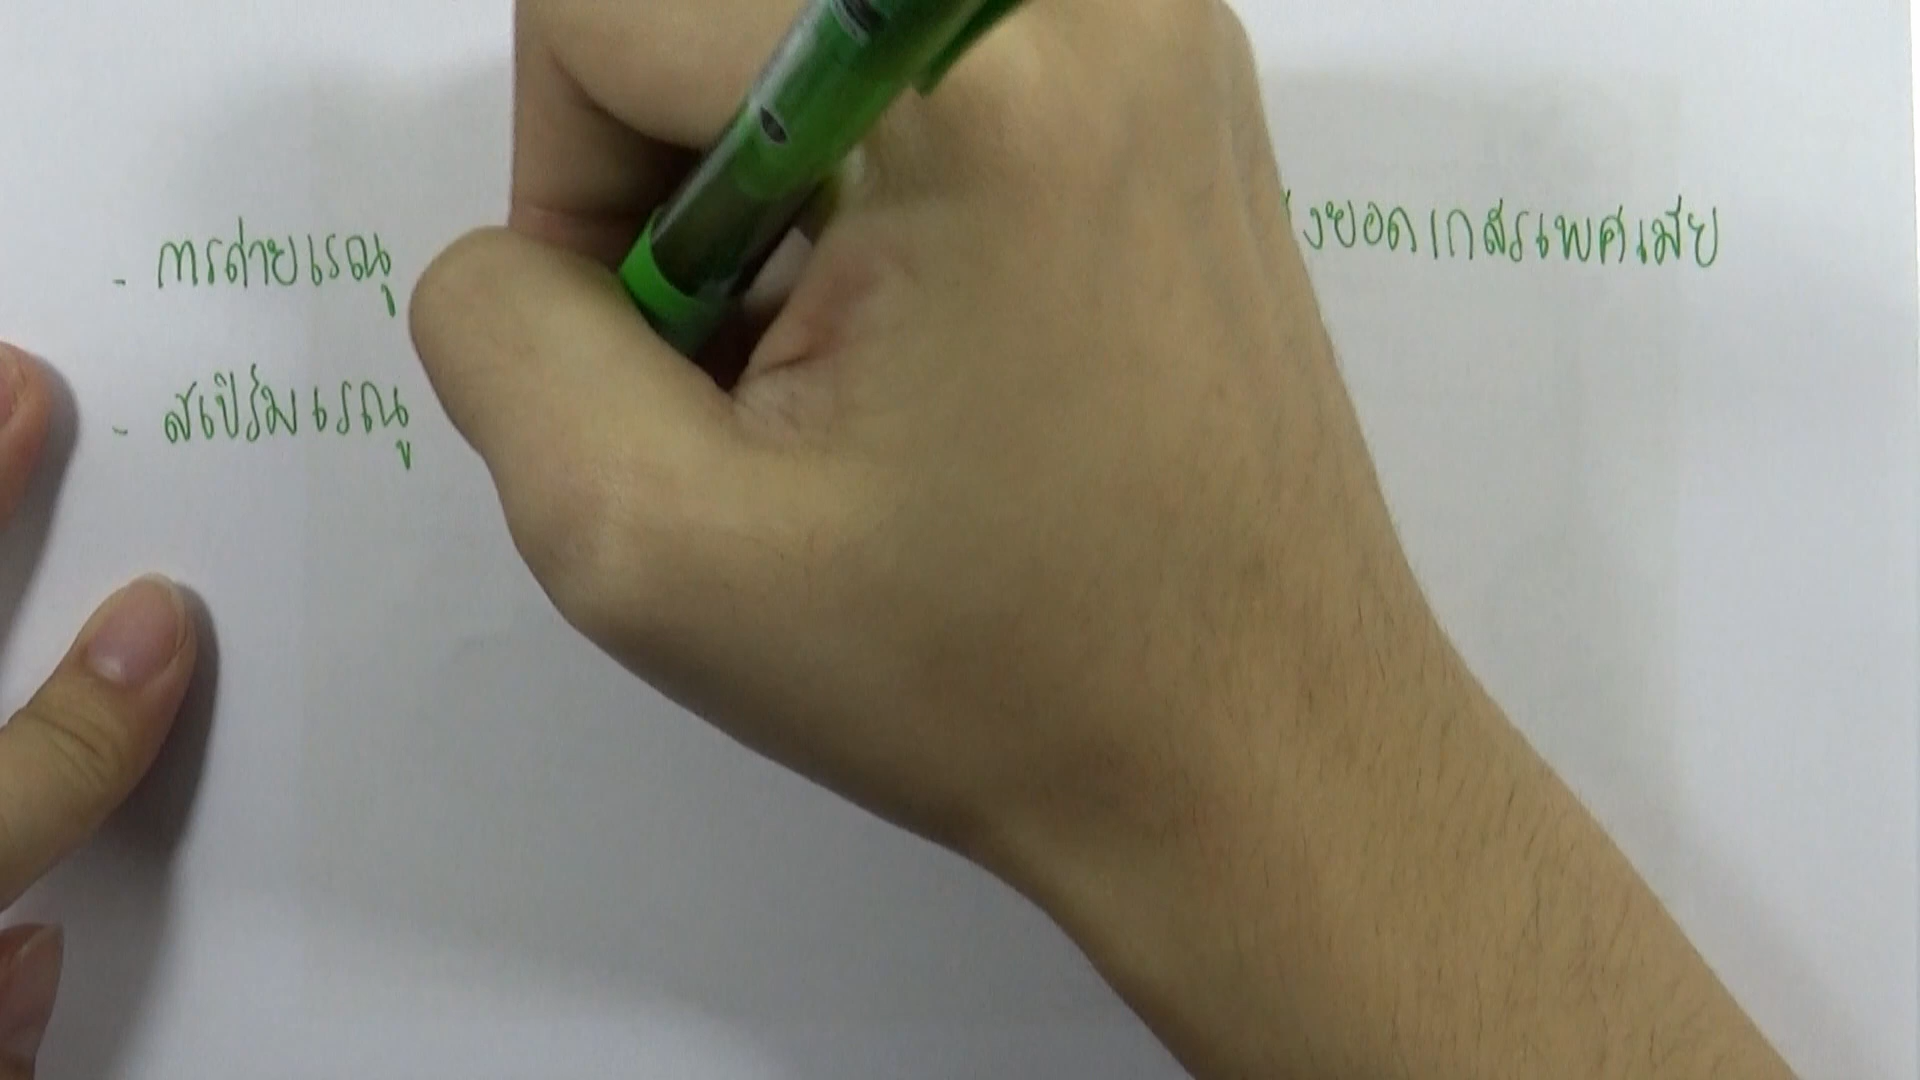 - การถ่ายเรณู ยอดเกสรเพศเมีย
- สเปิร์มเรณู